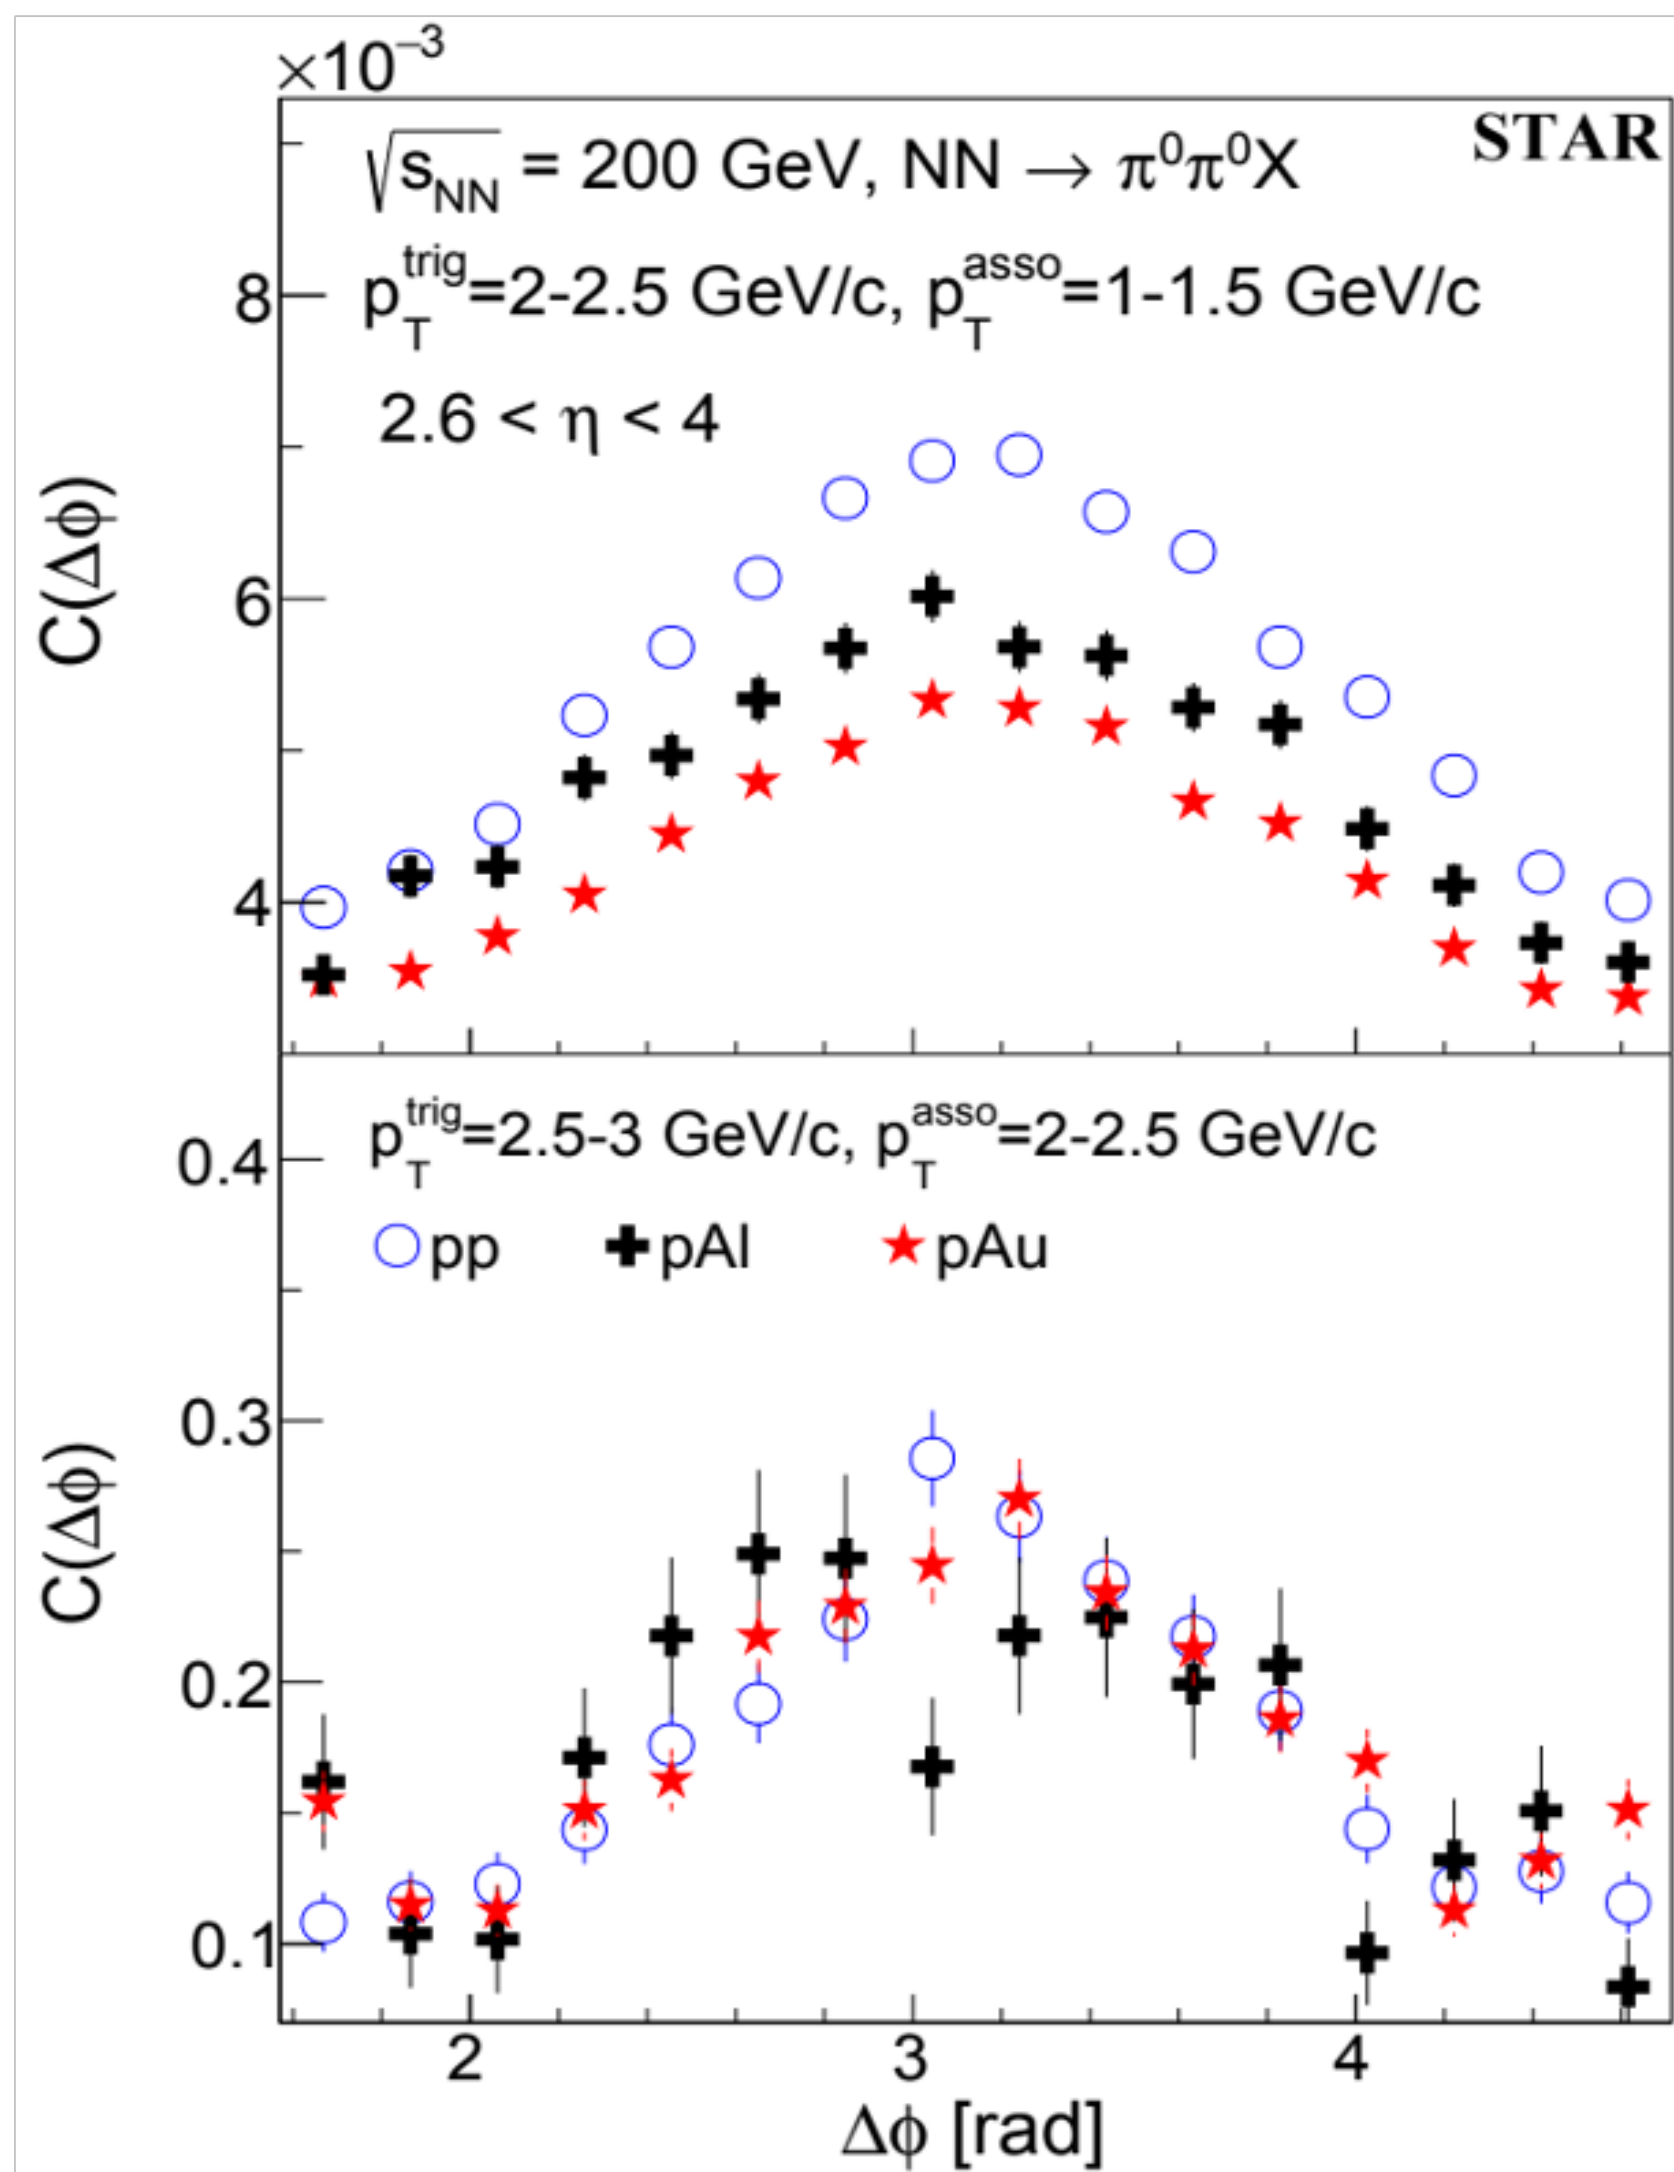 ×10⁻³
√s_NN = 200 GeV, NN → π⁰π⁰X
STAR
p_T^trig=2-2.5 GeV/c, p_T^asso=1-1.5 GeV/c
2.6 < η < 4
8
6
4
C(Δϕ)
p_T^trig=2.5-3 GeV/c, p_T^asso=2-2.5 GeV/c
pp pAl pAu
0.4
0.3
0.2
0.1
C(Δϕ)
2 3 4
Δϕ [rad]